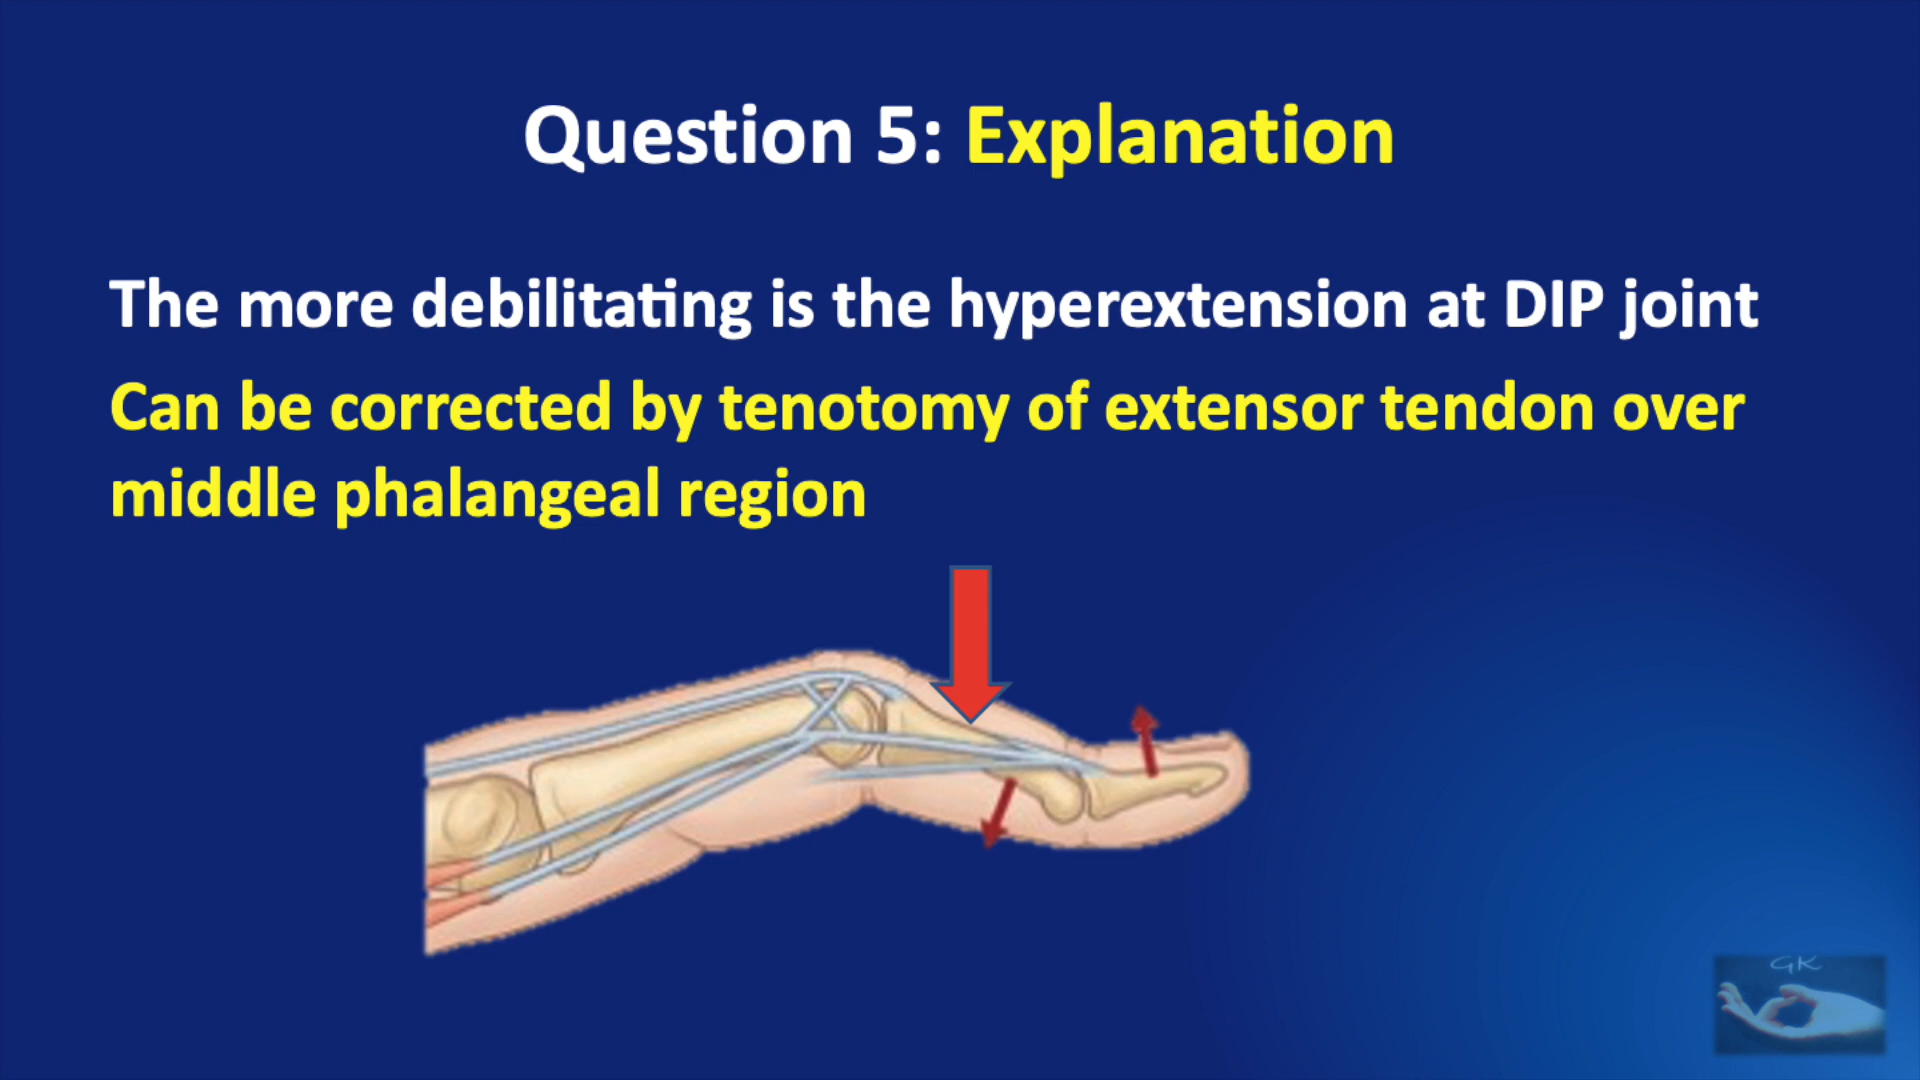 Question 5: Explanation
The more debilitating is the hyperextension at DIP joint
Can be corrected by tenotomy of extensor tendon over
middle phalangeal region
GK